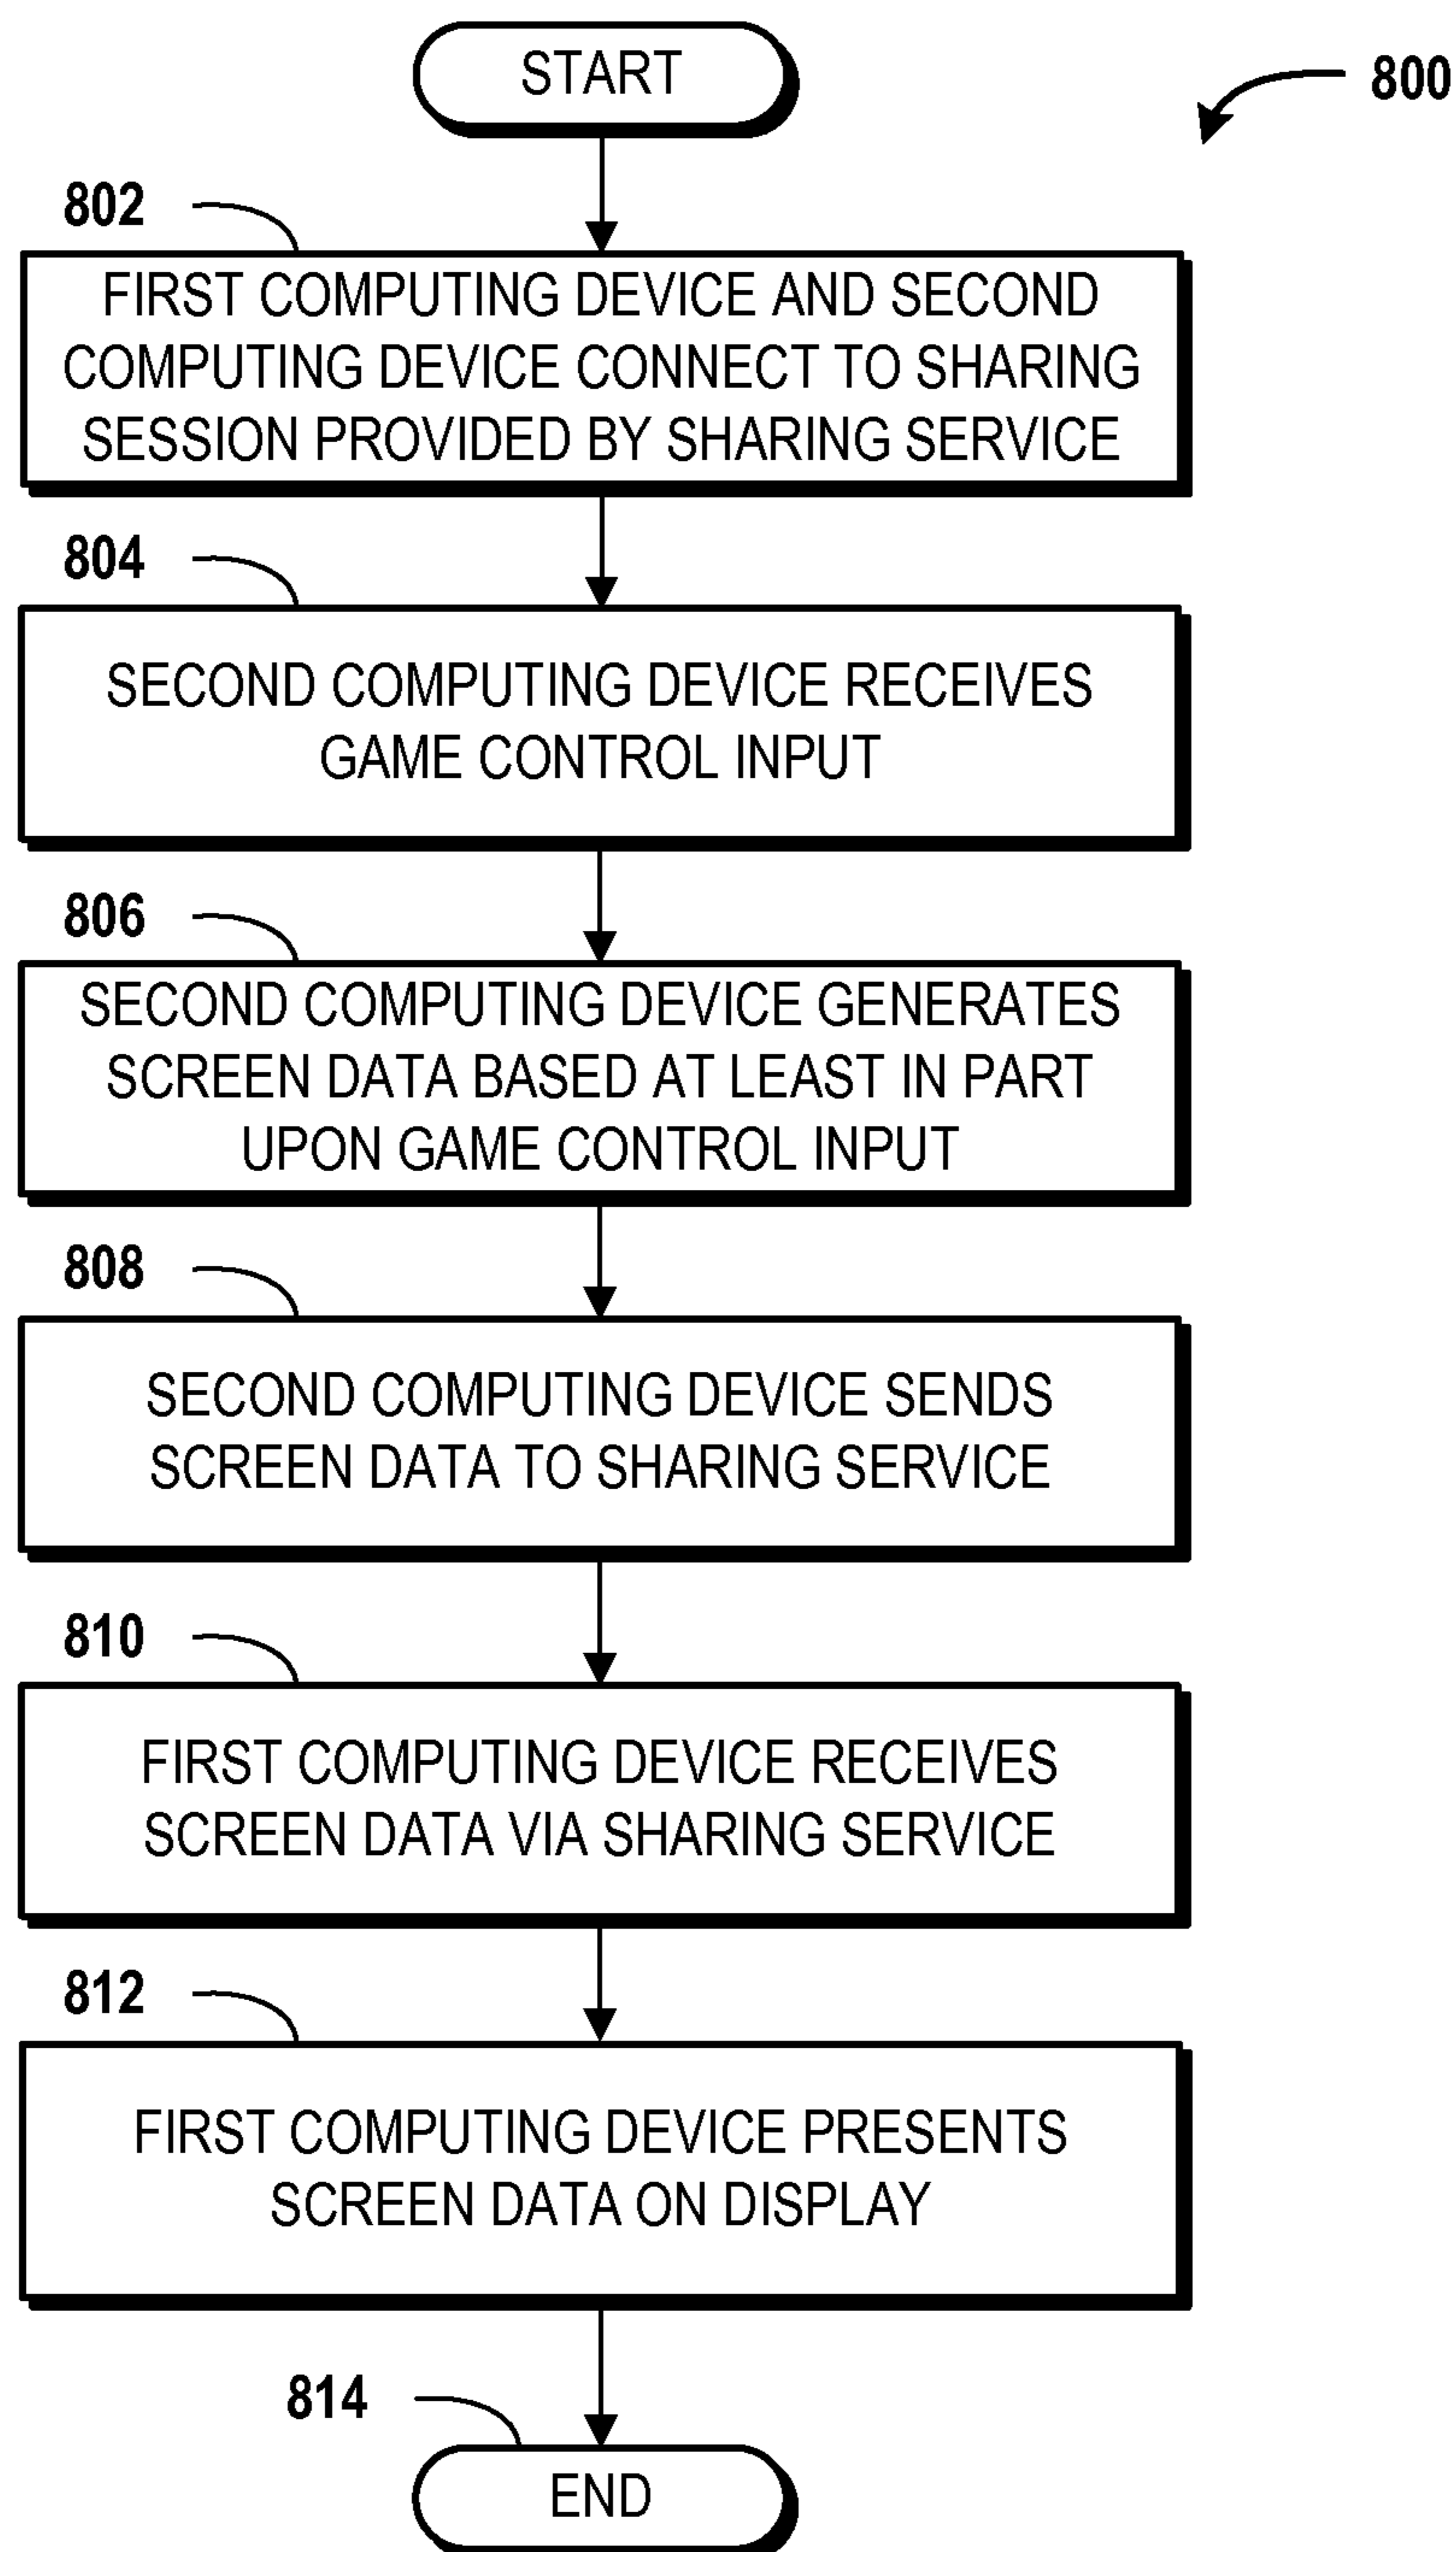 START
800
802
FIRST COMPUTING DEVICE AND SECOND
COMPUTING DEVICE CONNECT TO SHARING
SESSION PROVIDED BY SHARING SERVICE
804
SECOND COMPUTING DEVICE RECEIVES
GAME CONTROL INPUT
806
SECOND COMPUTING DEVICE GENERATES
SCREEN DATA BASED AT LEAST IN PART
UPON GAME CONTROL INPUT
808
SECOND COMPUTING DEVICE SENDS
SCREEN DATA TO SHARING SERVICE
810
FIRST COMPUTING DEVICE RECEIVES
SCREEN DATA VIA SHARING SERVICE
812
FIRST COMPUTING DEVICE PRESENTS
SCREEN DATA ON DISPLAY
814
END